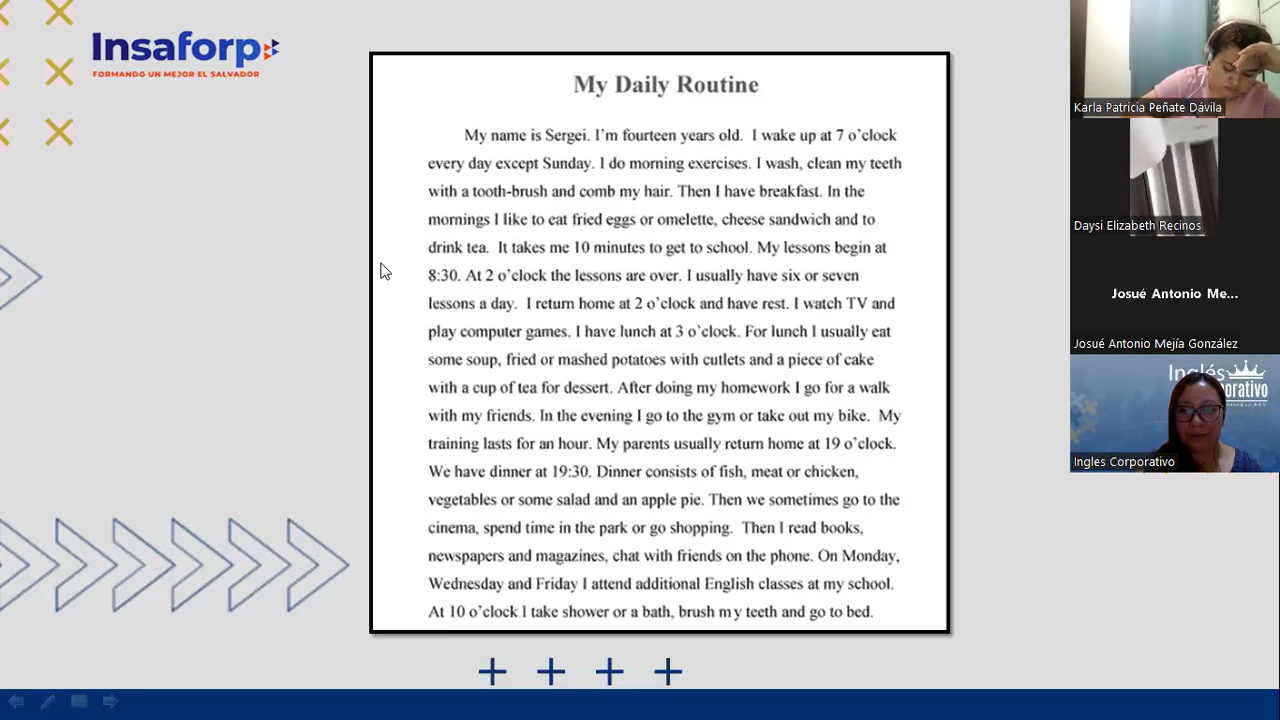 Insaforp
FORMANDO UN MEJOR EL SALVADOR
My Daily Routine
My name is Sergei. I'm fourteen years old. I wake up at 7 o'clock
every day except Sunday. I do morning exercises. I wash, clean my teeth
with a tooth-brush and comb my hair. Then I have breakfast. In the
mornings I like to eat fried eggs or omelette, cheese sandwich and to
drink tea. It takes me 10 minutes to get to school. My lessons begin at
8:30. At 2 o'clock the lessons are over. I usually have six or seven
lessons a day. I return home at 2 o'clock and have rest. I watch TV and
play computer games. I have lunch at 3 o'clock. For lunch I usually eat
some soup, fried or mashed potatoes with cutlets and a piece of cake
with a cup of tea for dessert. After doing my homework I go for a walk
with my friends. In the evening I go to the gym or take out my bike. My
training lasts for an hour. My parents usually return home at 19 o'clock.
We have dinner at 19:30. Dinner consists of fish, meat or chicken,
vegetables or some salad and an apple pie. Then we sometimes go to the
cinema, spend time in the park or go shopping. Then I read books,
newspapers and magazines, chat with friends on the phone. On Monday,
Wednesday and Friday I attend additional English classes at my school.
At 10 o'clock I take shower or a bath, brush my teeth and go to bed.
Karla Patricia Peñate Dávila
Daysi Elizabeth Recinos
Josué Antonio Me...
Josué Antonio Mejía González
Inglés
Ingles Corporativo